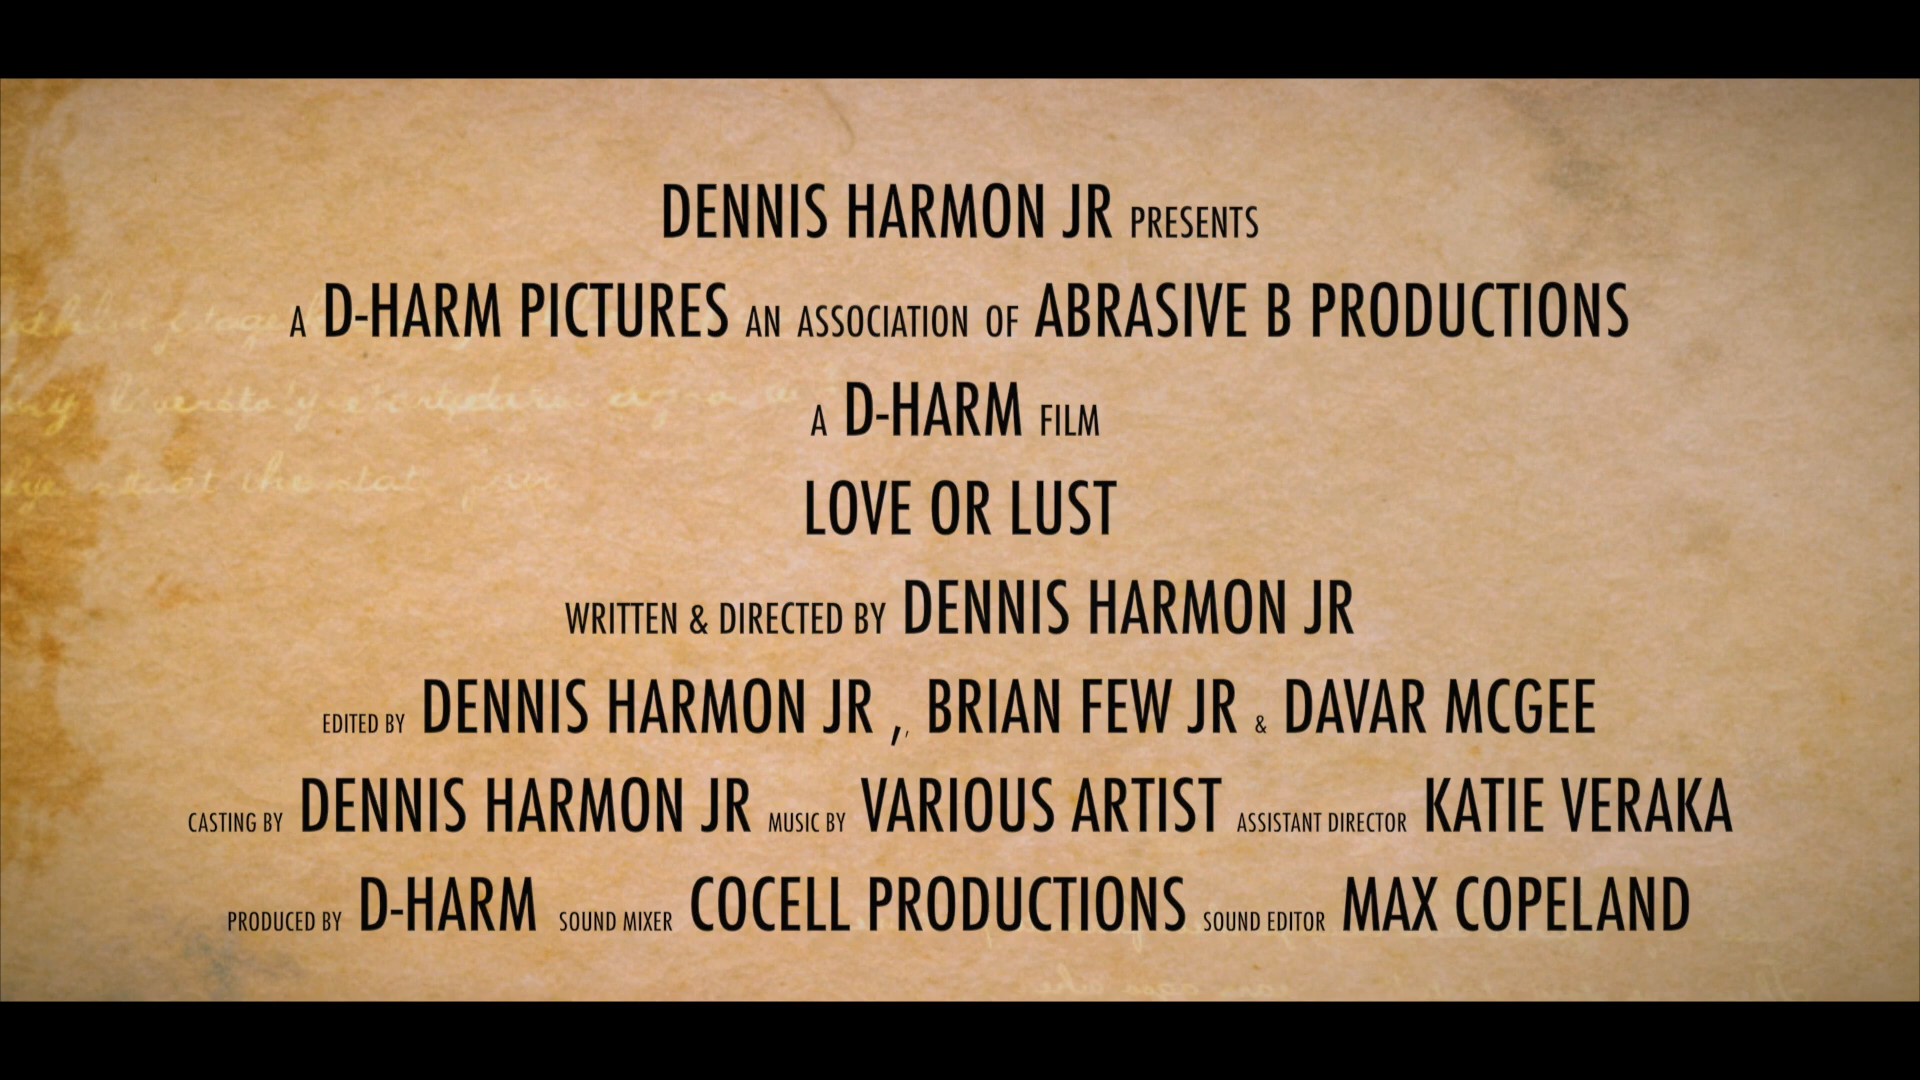 DENNIS HARMON JR PRESENTS
A D-HARM PICTURES AN ASSOCIATION OF ABRASIVE B PRODUCTIONS
A D-HARM FILM
LOVE OR LUST
WRITTEN & DIRECTED BY DENNIS HARMON JR
EDITED BY DENNIS HARMON JR ,, BRIAN FEW JR & DAVAR MCGEE
CASTING BY DENNIS HARMON JR MUSIC BY VARIOUS ARTIST ASSISTANT DIRECTOR KATIE VERAKA
PRODUCED BY D-HARM SOUND MIXER COCELL PRODUCTIONS SOUND EDITOR MAX COPELAND